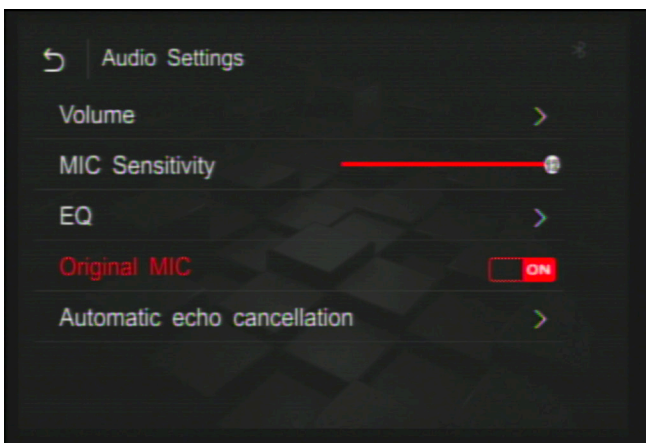 Audio Settings
Volume
MIC Sensitivity
EQ
Original MIC
ON
Automatic echo cancellation